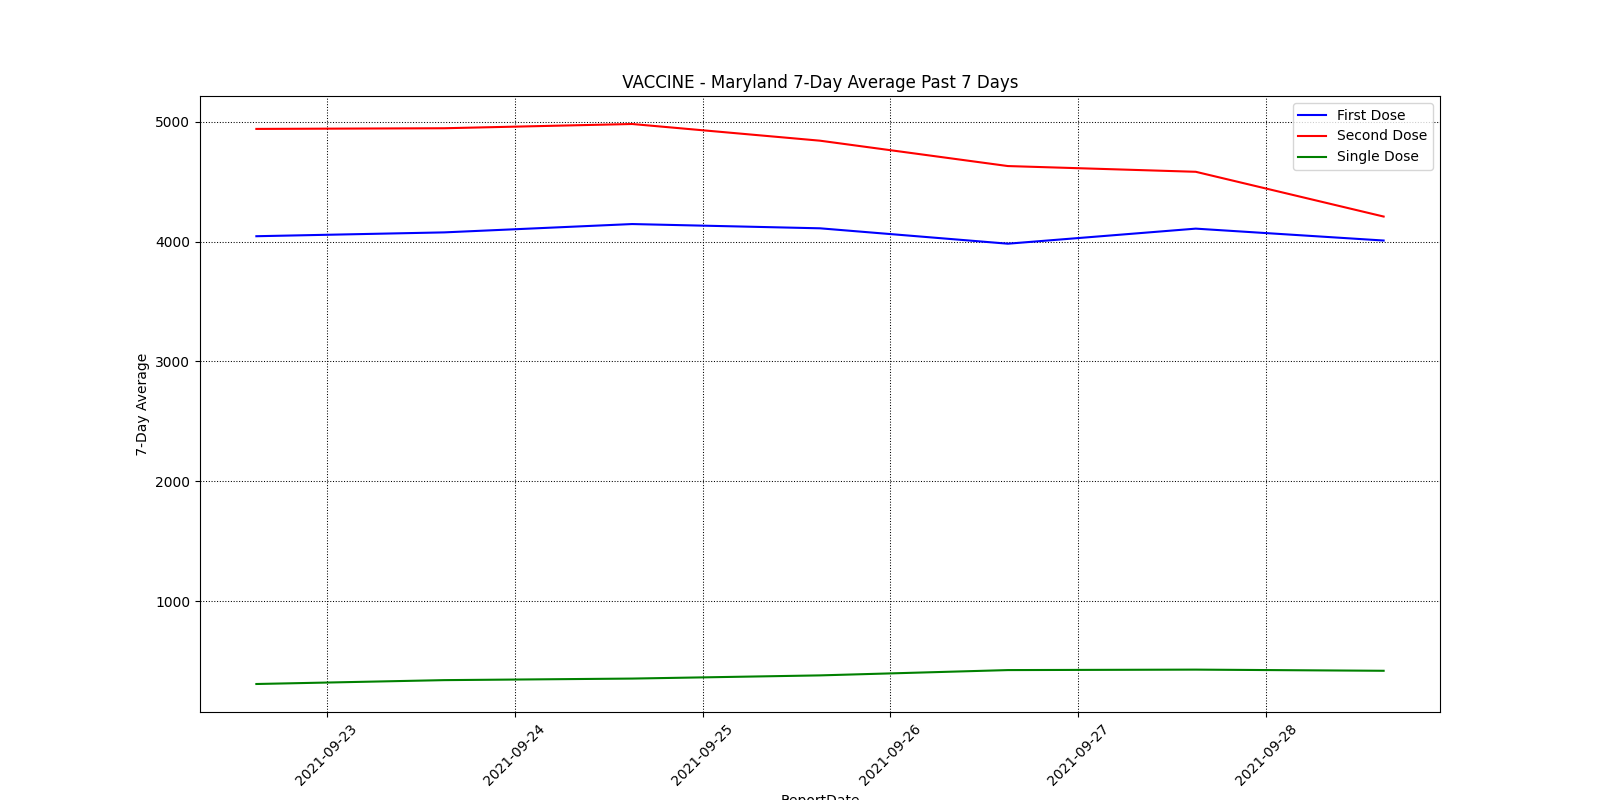 VACCINE - Maryland 7-Day Average Past 7 Days
First Dose
Second Dose
Single Dose
7-Day Average
5000
4000
3000
2000
1000
2021-09-23
2021-09-24
2021-09-25
2021-09-26
2021-09-27
2021-09-28
ReportDate